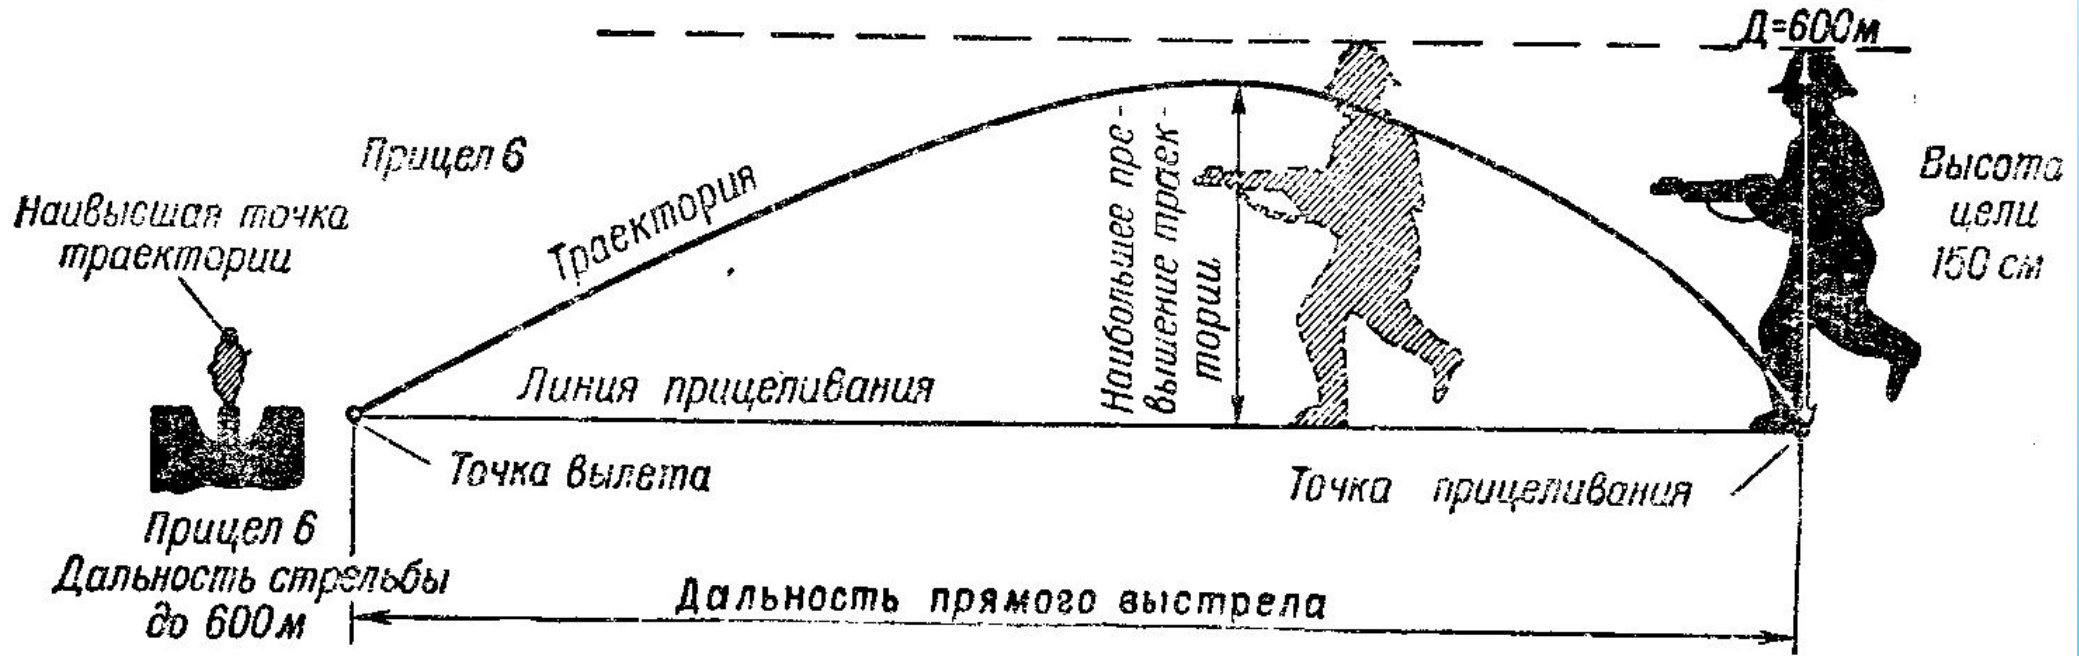 Д=600м
Прицел 6
Наивысшая точка
траектории
Траектория
Наибольшее пре-
вышение траек-
тории
Высота
цели
150 см
Линия прицеливания
Точка вылета
Точка прицеливания
Прицел 6
Дальность стрельбы
до 600м
Дальность прямого выстрела